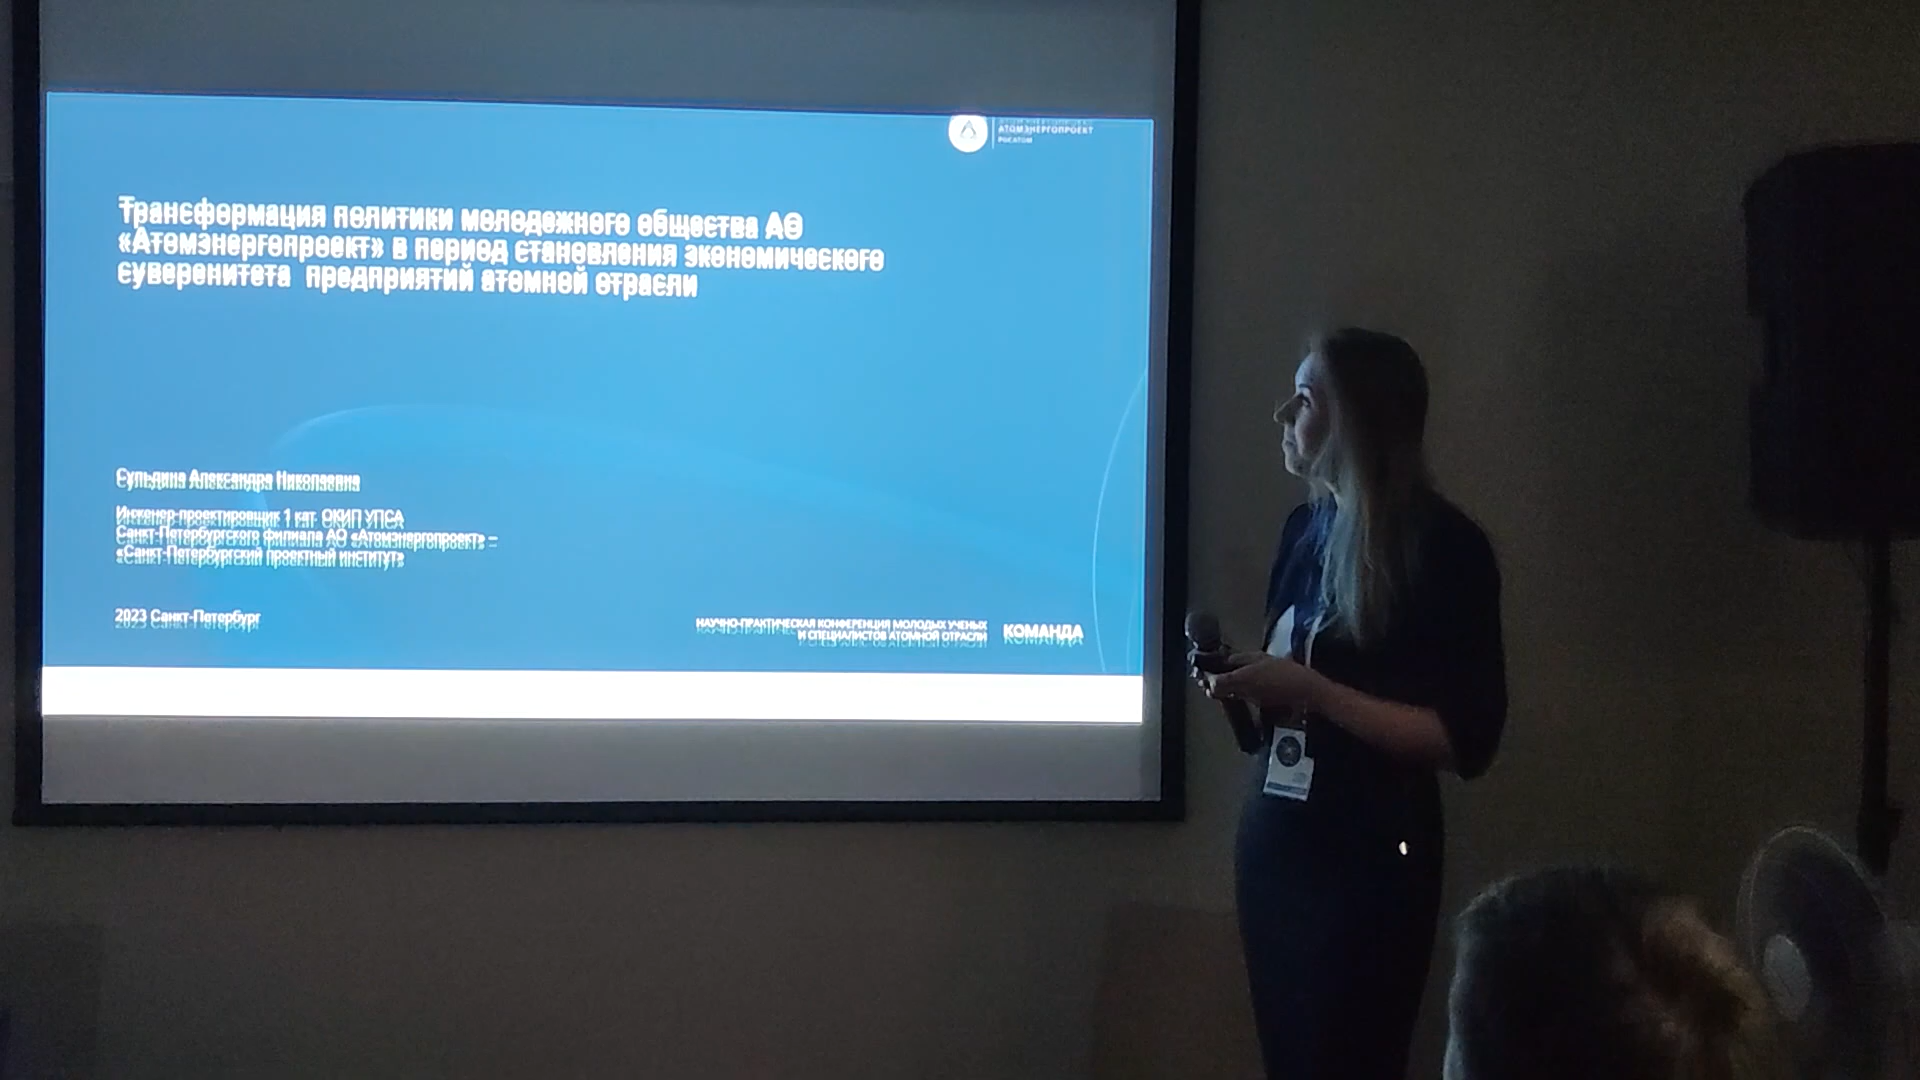 АТОМЭНЕРГОПРОЕКТ
РОСАТОМ
Трансформация политики молодежного общества АО
«Атомэнергопроект» в период становления экономического
суверенитета предприятий атомной отрасли
Сульдина Александра Николаевна
Инженер-проектировщик 1 кат. ОКИП УПСА
Санкт-Петербургского филиала АО «Атомэнергопроект» –
«Санкт-Петербургский проектный институт»
2023 Санкт-Петербург
НАУЧНО-ПРАКТИЧЕСКАЯ КОНФЕРЕНЦИЯ МОЛОДЫХ УЧЕНЫХ
И СПЕЦИАЛИСТОВ АТОМНОЙ ОТРАСЛИ
КОМАНДА